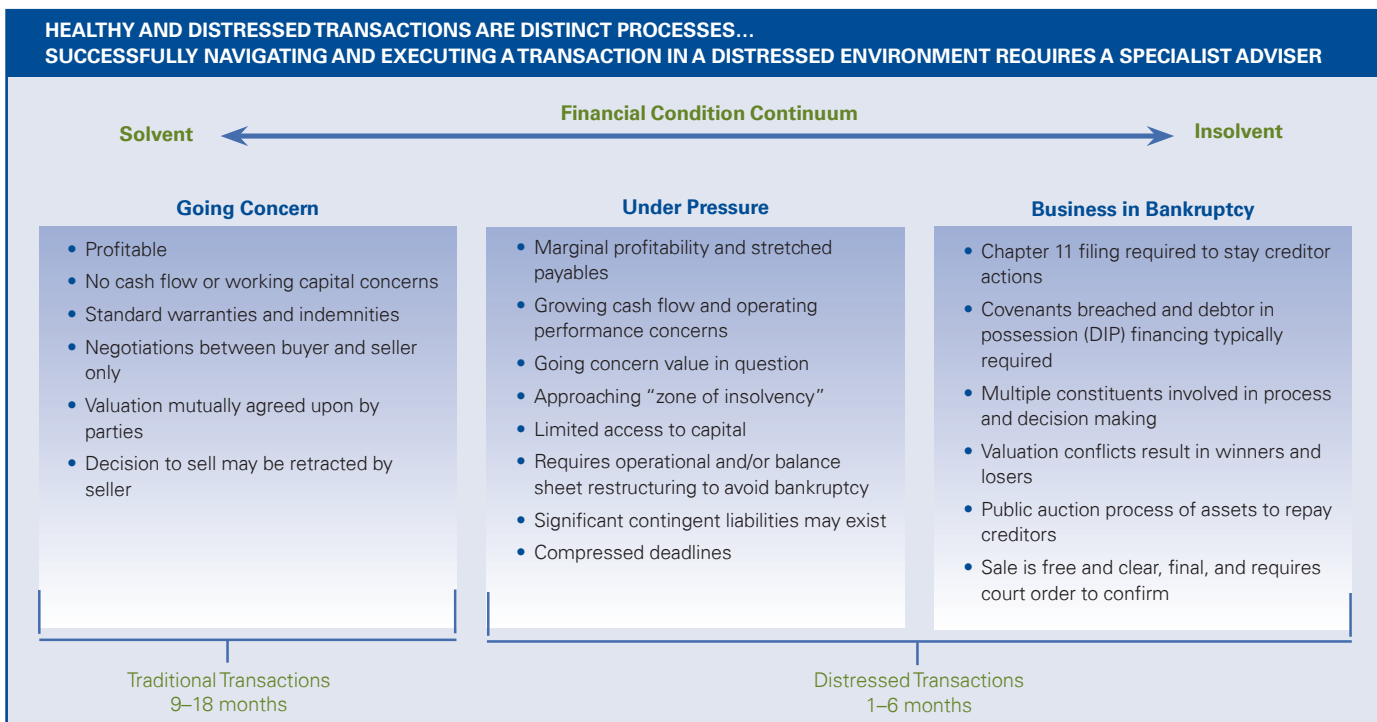 HEALTHY AND DISTRESSED TRANSACTIONS ARE DISTINCT PROCESSES…
SUCCESSFULLY NAVIGATING AND EXECUTING A TRANSACTION IN A DISTRESSED ENVIRONMENT REQUIRES A SPECIALIST ADVISER
Financial Condition Continuum
Solvent
Insolvent
Going Concern
• Profitable
• No cash flow or working capital concerns
• Standard warranties and indemnities
• Negotiations between buyer and seller
only
• Valuation mutually agreed upon by
parties
• Decision to sell may be retracted by
seller
Under Pressure
• Marginal profitability and stretched
payables
• Growing cash flow and operating
performance concerns
• Going concern value in question
• Approaching “zone of insolvency”
• Limited access to capital
• Requires operational and/or balance
sheet restructuring to avoid bankruptcy
• Significant contingent liabilities may exist
• Compressed deadlines
Business in Bankruptcy
• Chapter 11 filing required to stay creditor
actions
• Covenants breached and debtor in
possession (DIP) financing typically
required
• Multiple constituents involved in process
and decision making
• Valuation conflicts result in winners and
losers
• Public auction process of assets to repay
creditors
• Sale is free and clear, final, and requires
court order to confirm
Traditional Transactions
9–18 months
Distressed Transactions
1–6 months